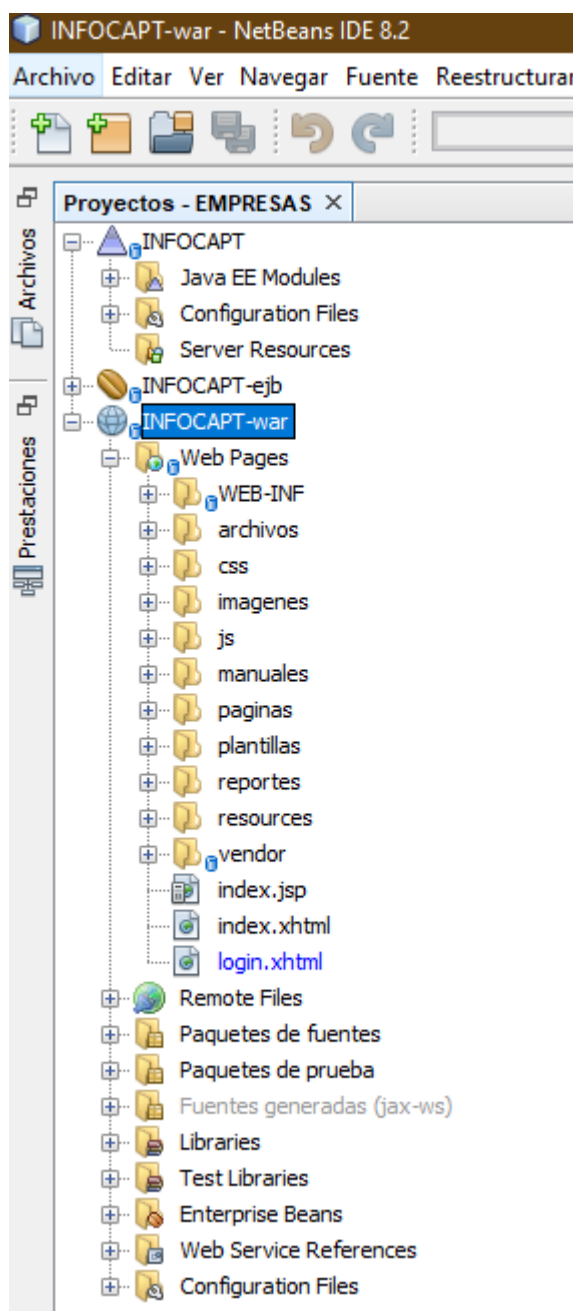 INFOCAPT-war - NetBeans IDE 8.2
Archivo Editar Ver Navegar Fuente Reestructurar
Archivos
Prestaciones
Proyectos - EMPRESAS ×
INFOCAPT
Java EE Modules
Configuration Files
Server Resources
INFOCAPT-ejb
INFOCAPT-war
Web Pages
WEB-INF
archivos
css
imagenes
js
manuales
paginas
plantillas
reportes
resources
vendor
index.jsp
index.xhtml
login.xhtml
Remote Files
Paquetes de fuentes
Paquetes de prueba
Fuentes generadas (jax-ws)
Libraries
Test Libraries
Enterprise Beans
Web Service References
Configuration Files